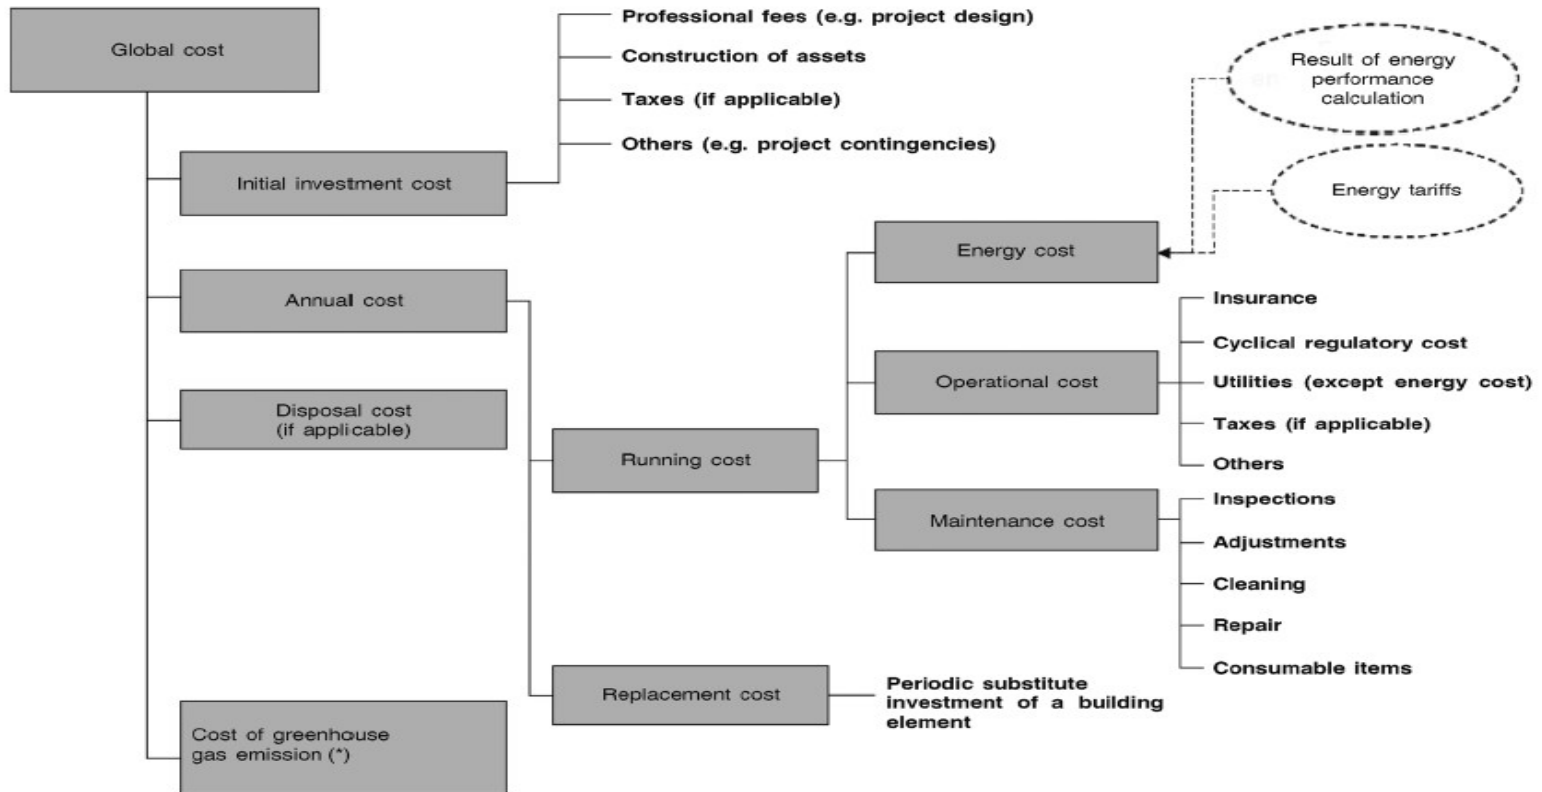 Global cost
Professional fees (e.g. project design)
Construction of assets
Taxes (if applicable)
Others (e.g. project contingencies)
Initial investment cost
Result of energy
performance
calculation
Energy tariffs
Energy cost
Annual cost
Insurance
Cyclical regulatory cost
Operational cost
Utilities (except energy cost)
Taxes (if applicable)
Others
Disposal cost
(if applicable)
Running cost
Maintenance cost
Inspections
Adjustments
Cleaning
Repair
Consumable items
Replacement cost
Periodic substitute
investment of a building
element
Cost of greenhouse
gas emission (*)